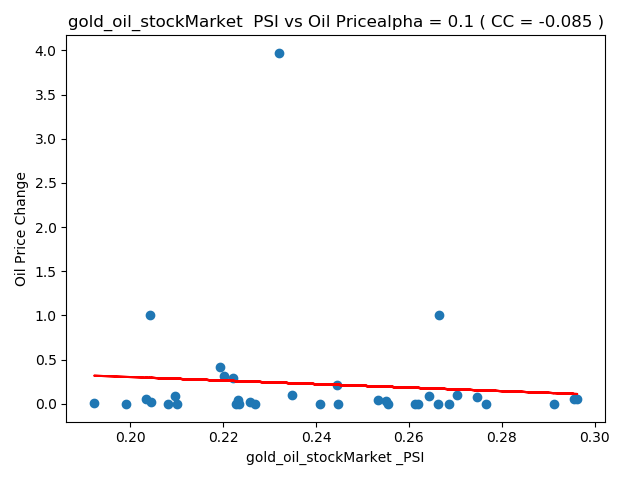 gold_oil_stockMarket  PSI vs Oil Pricealpha = 0.1 ( CC = -0.085 )
4.0
3.5
3.0
2.5
2.0
1.5
1.0
0.5
0.0
Oil Price Change
0.20 0.22 0.24 0.26 0.28 0.30
gold_oil_stockMarket _PSI